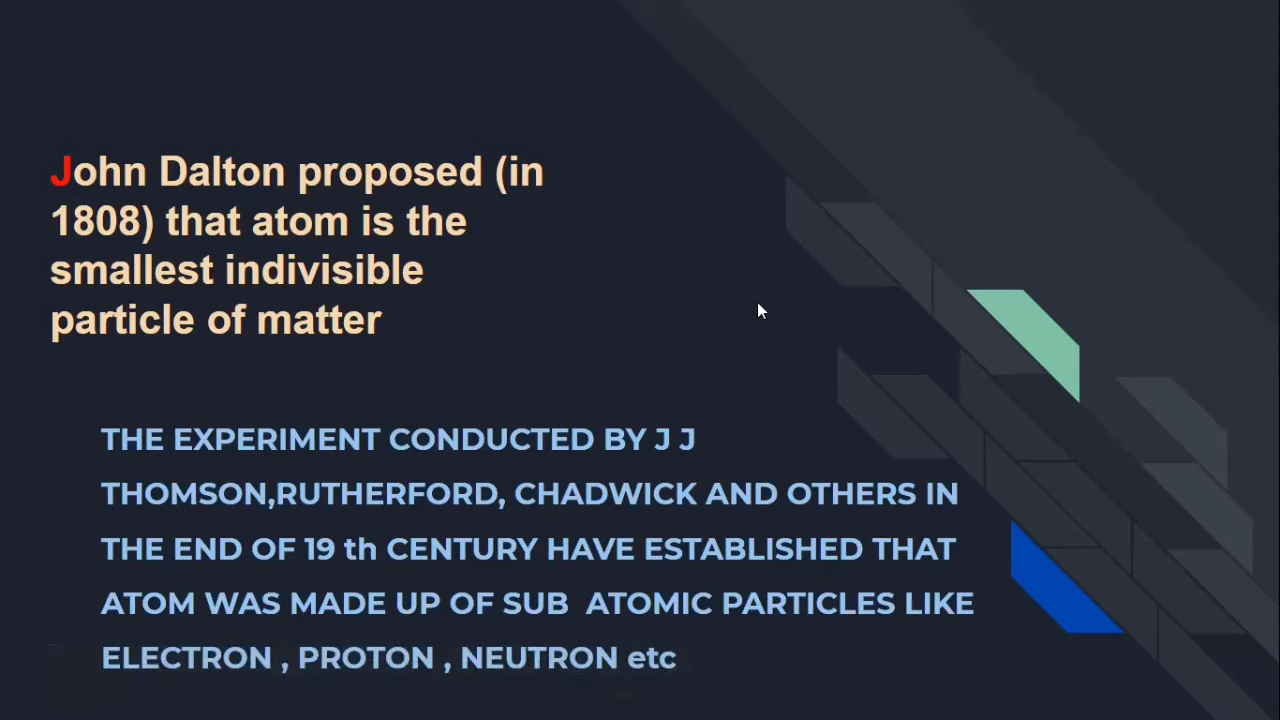 John Dalton proposed (in
1808) that atom is the
smallest indivisible
particle of matter
THE EXPERIMENT CONDUCTED BY J J
THOMSON,RUTHERFORD, CHADWICK AND OTHERS IN
THE END OF 19 th CENTURY HAVE ESTABLISHED THAT
ATOM WAS MADE UP OF SUB  ATOMIC PARTICLES LIKE
ELECTRON , PROTON , NEUTRON etc